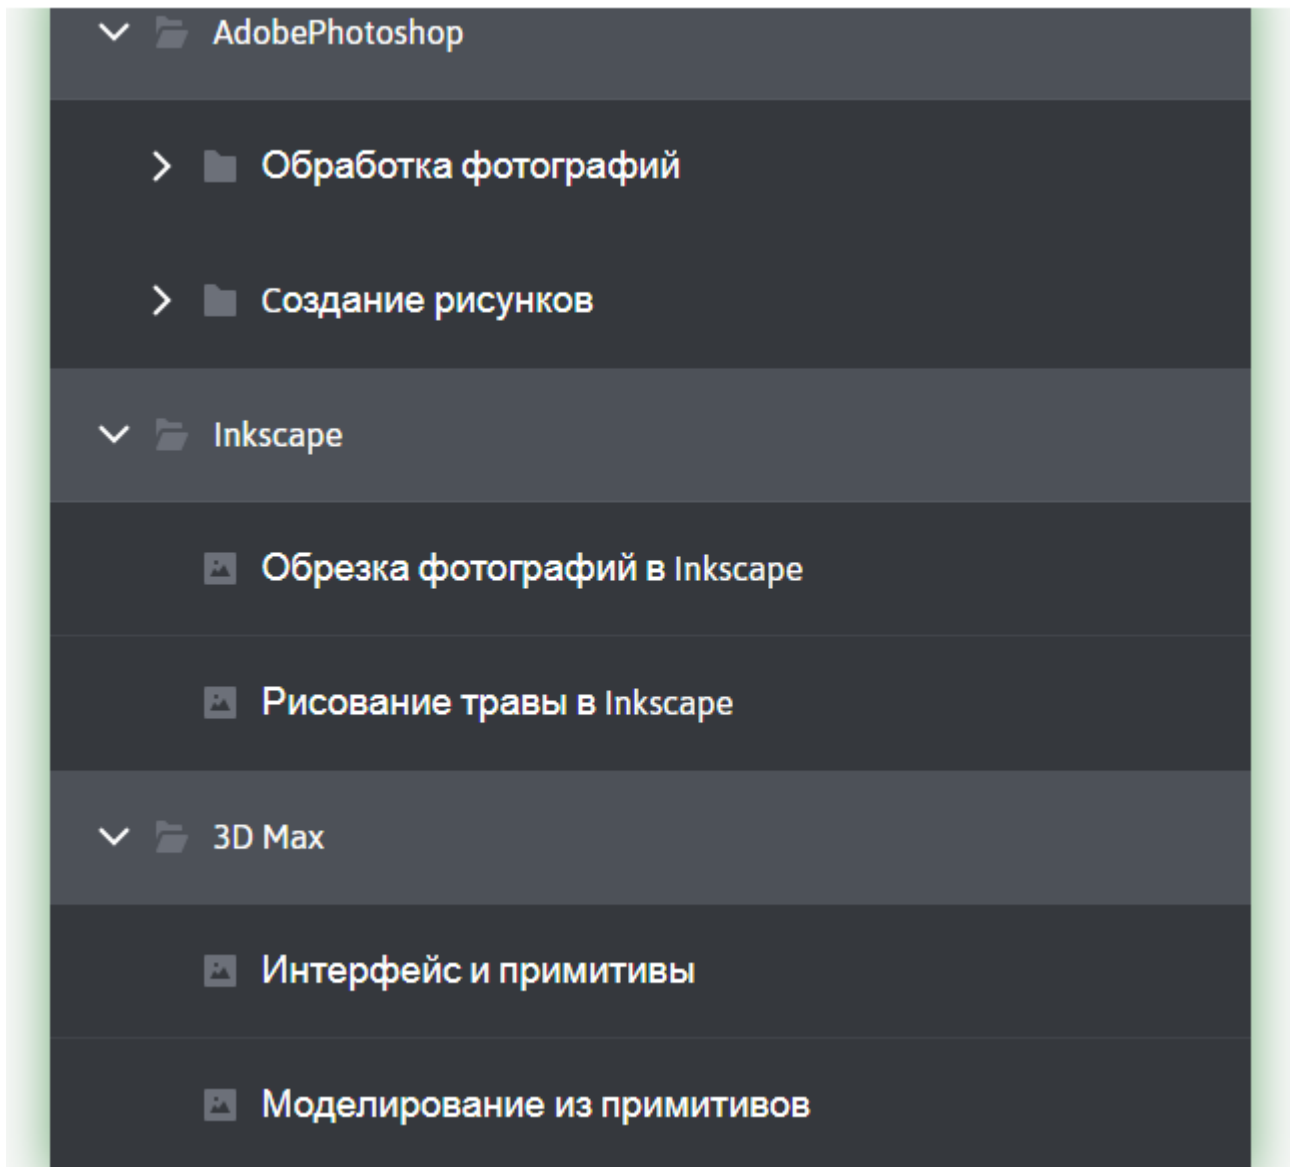 AdobePhotoshop
Обработка фотографий
Создание рисунков
Inkscape
Обрезка фотографий в Inkscape
Рисование травы в Inkscape
3D Max
Интерфейс и примитивы
Моделирование из примитивов